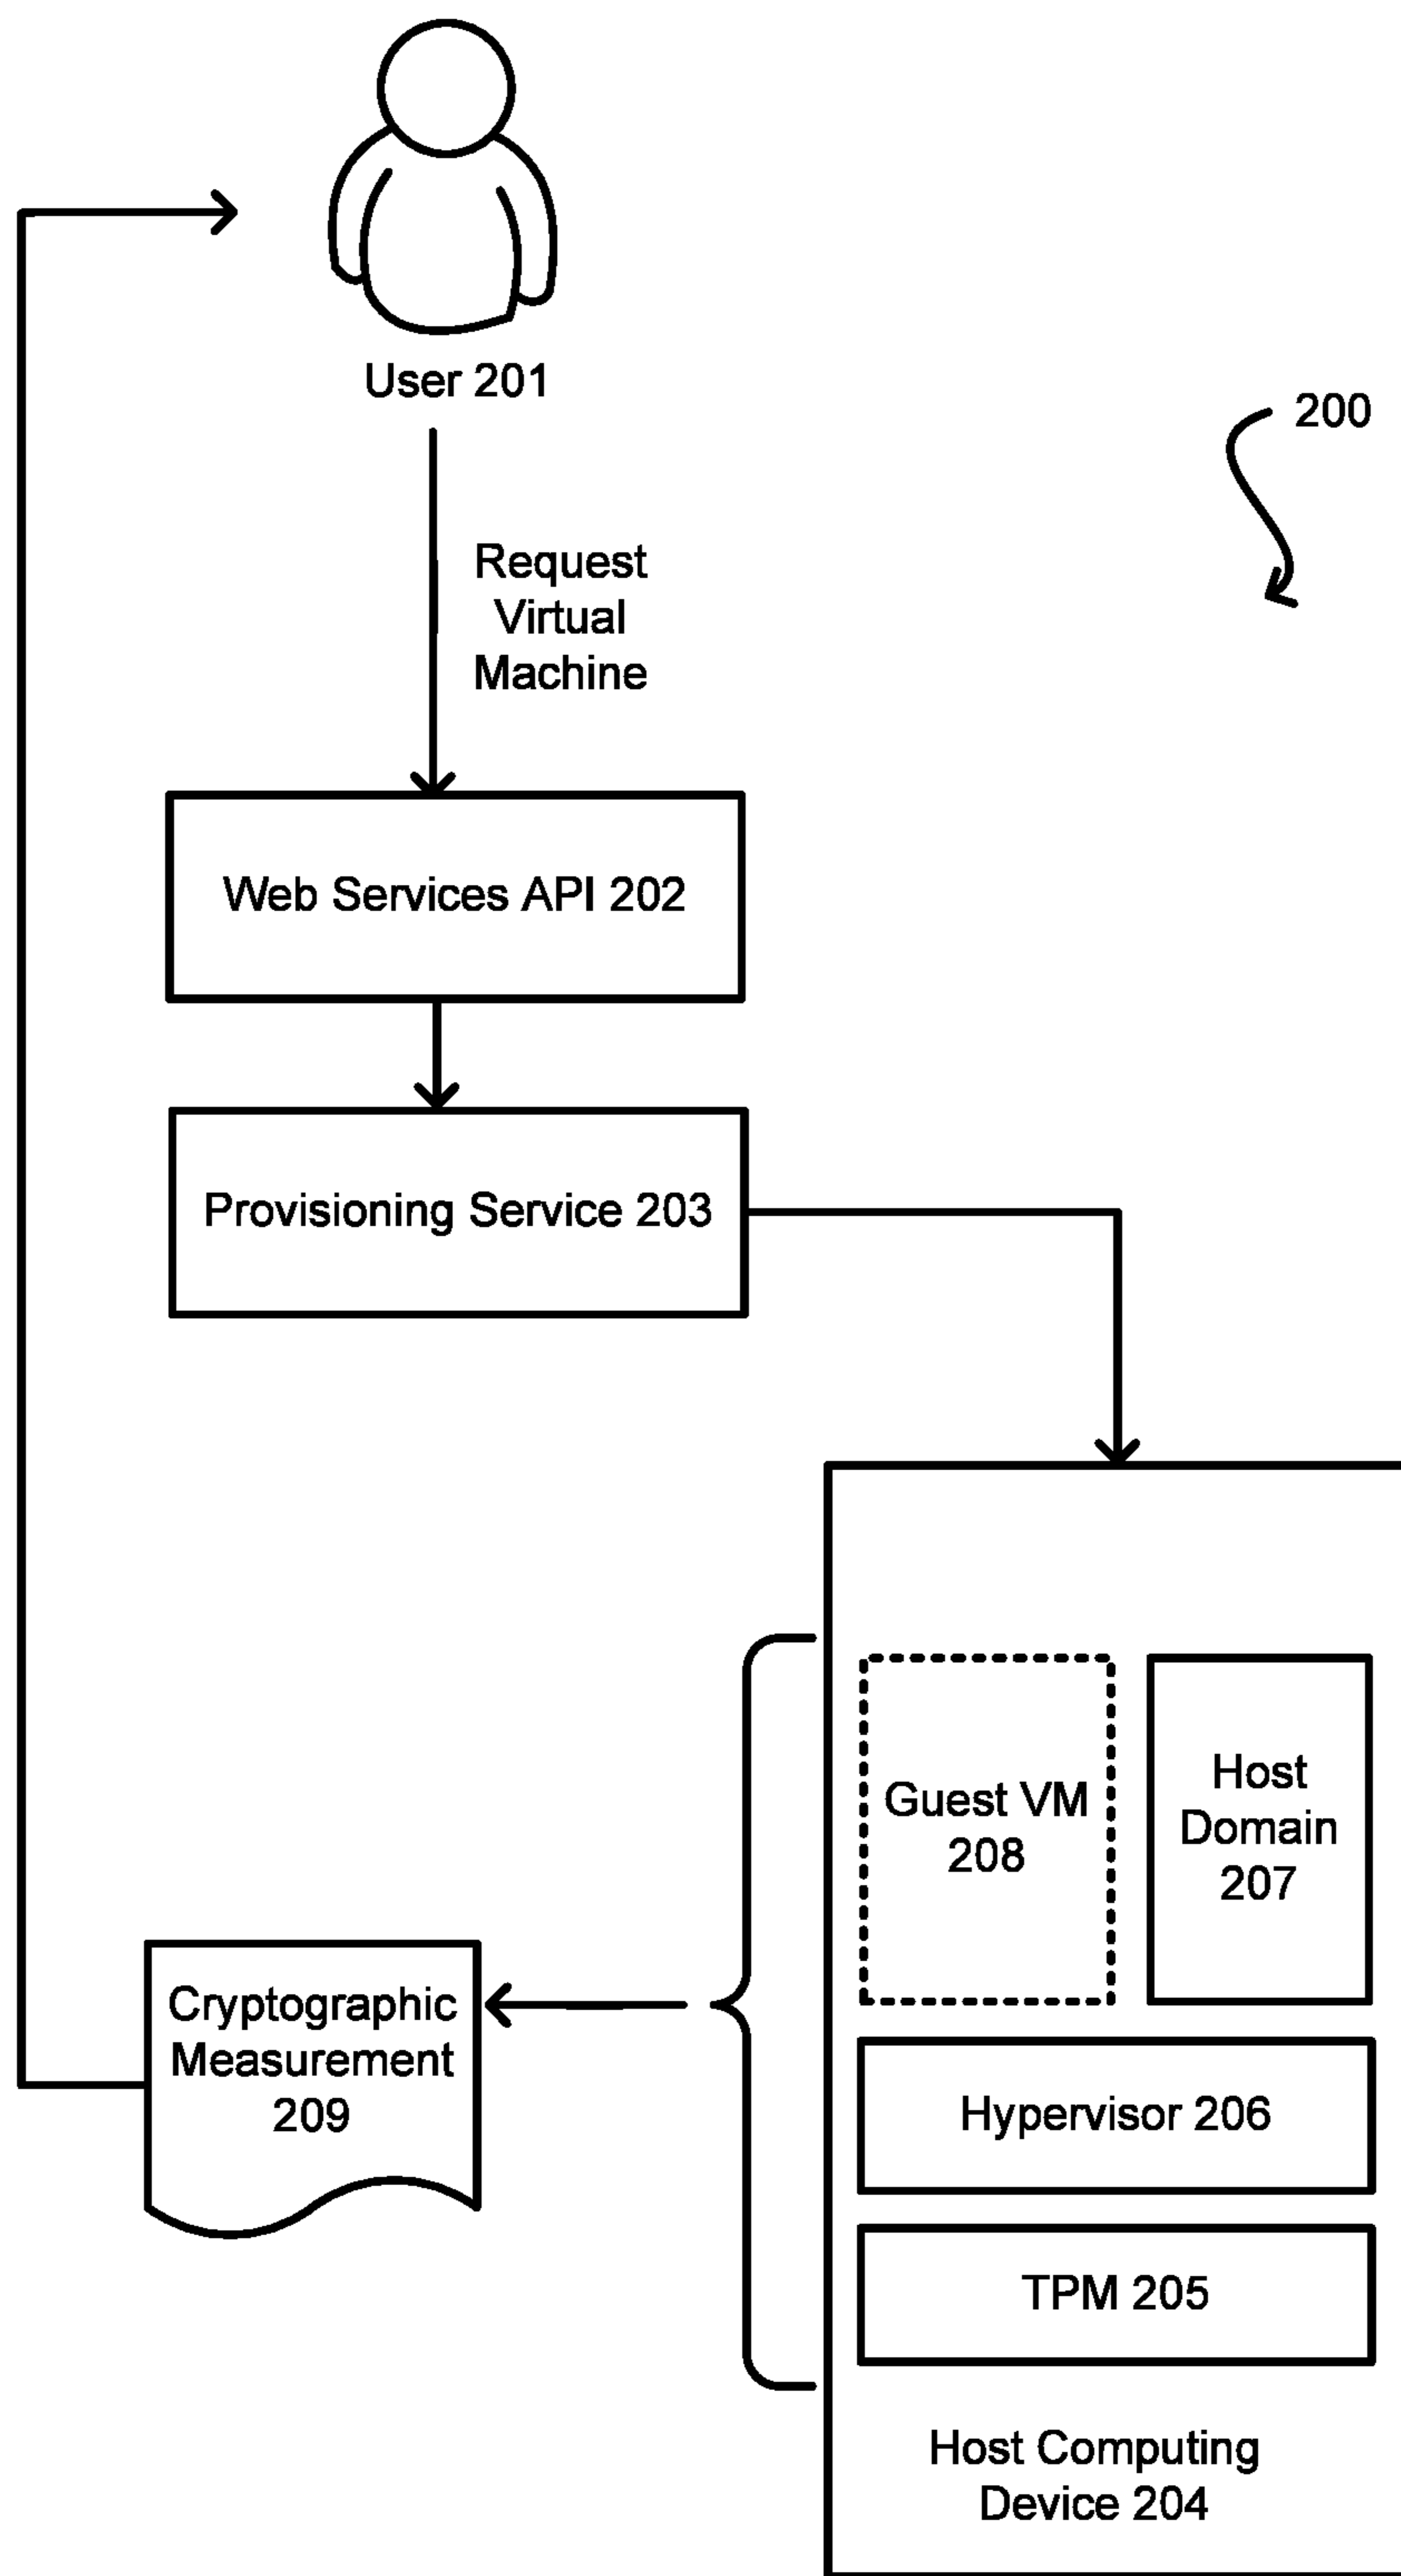 User 201
200
Request
Virtual
Machine
Web Services API 202
Provisioning Service 203
Guest VM
208
Host
Domain
207
Cryptographic
Measurement
209
Hypervisor 206
TPM 205
Host Computing
Device 204